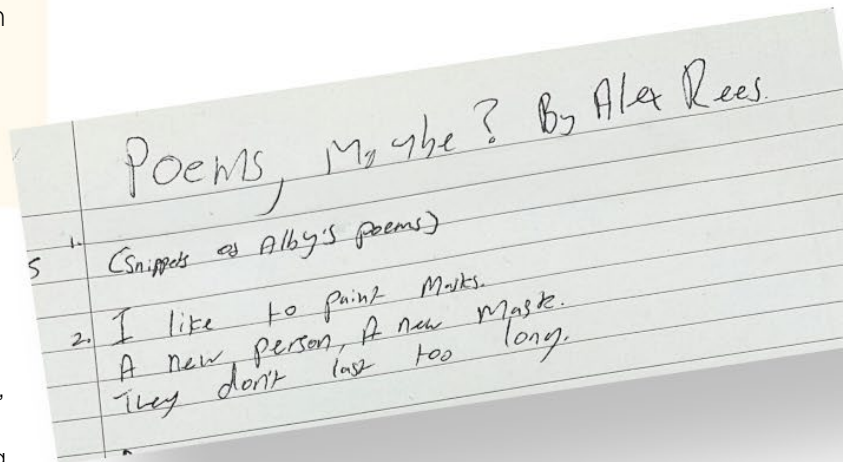 Poems, Maybe? By Alex Rees.
1. (Snippets of Alby's poems)
2. I like to paint Masks.
A new person, A new Mask.
They don't last too long.